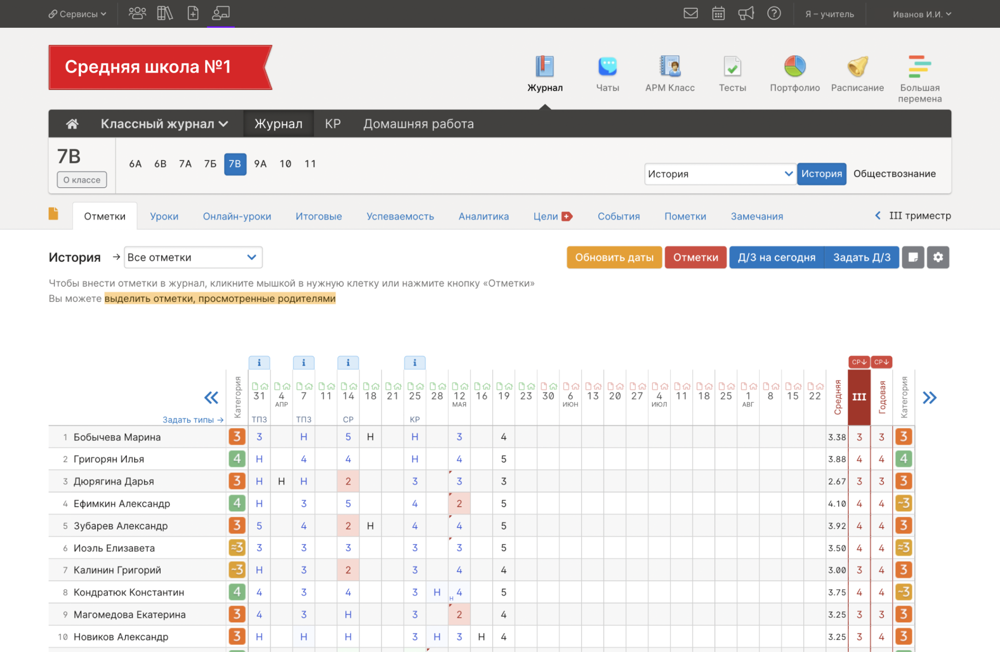 Сервисы
Я – учитель
Иванов И.И.
Средняя школа №1
Журнал
Чаты
АРМ Класс
Тесты
Портфолио
Расписание
Большая
перемена
Классный журнал
Журнал
КР
Домашняя работа
7В
О классе
6А 6В 7А 7Б 7В 9А 10 11
История
История
Обществознание
Отметки
Уроки
Онлайн-уроки
Итоговые
Успеваемость
Аналитика
Цели
События
Пометки
Замечания
III триместр
История → Все отметки
Обновить даты
Отметки
Д/З на сегодня
Задать Д/З
Чтобы внести отметки в журнал, кликните мышкой в нужную клетку или нажмите кнопку «Отметки»
Вы можете выделить отметки, просмотренные родителями
i i i i СР↓ СР↓
Категория 31 4 7 11 14 18 21 25 28 12 16 19 23 30 6 13 20 27 4 11 18 25 1 8 15 22 Средняя III Годовая Категория
АПР МАЯ ИЮН ИЮЛ АВГ
Задать типы → ТПЗ ТПЗ СР КР
1 Бобычева Марина 3 3 Н 5 Н Н 3 4 3.38 3 3 3
2 Григорян Илья 4 Н 4 4 Н 4 5 3.88 4 4 4
3 Дюрягина Дарья 3 Н Н Н 2 3 3 3 2.67 3 3 3
4 Ефимкин Александр 4 Н 3 5 4 2 5 4.10 4 4 ~3
5 Зубарев Александр 3 5 4 2 Н 4 4 5 3.92 4 4 3
6 Иоэль Елизавета ≈3 3 3 3 3 3 5 3.50 4 4 ≈3
7 Калинин Григорий ~3 Н 3 2 3 4 4 3.00 3 4 3
8 Кондратюк Константин 4 4 3 4 3 Н н 4 5 3.75 4 4 ~3
9 Магомедова Екатерина 3 4 3 Н 3 2 4 3.25 3 3 3
10 Новиков Александр 3 Н Н Н 3 Н 3 Н 4 3.25 3 4 3